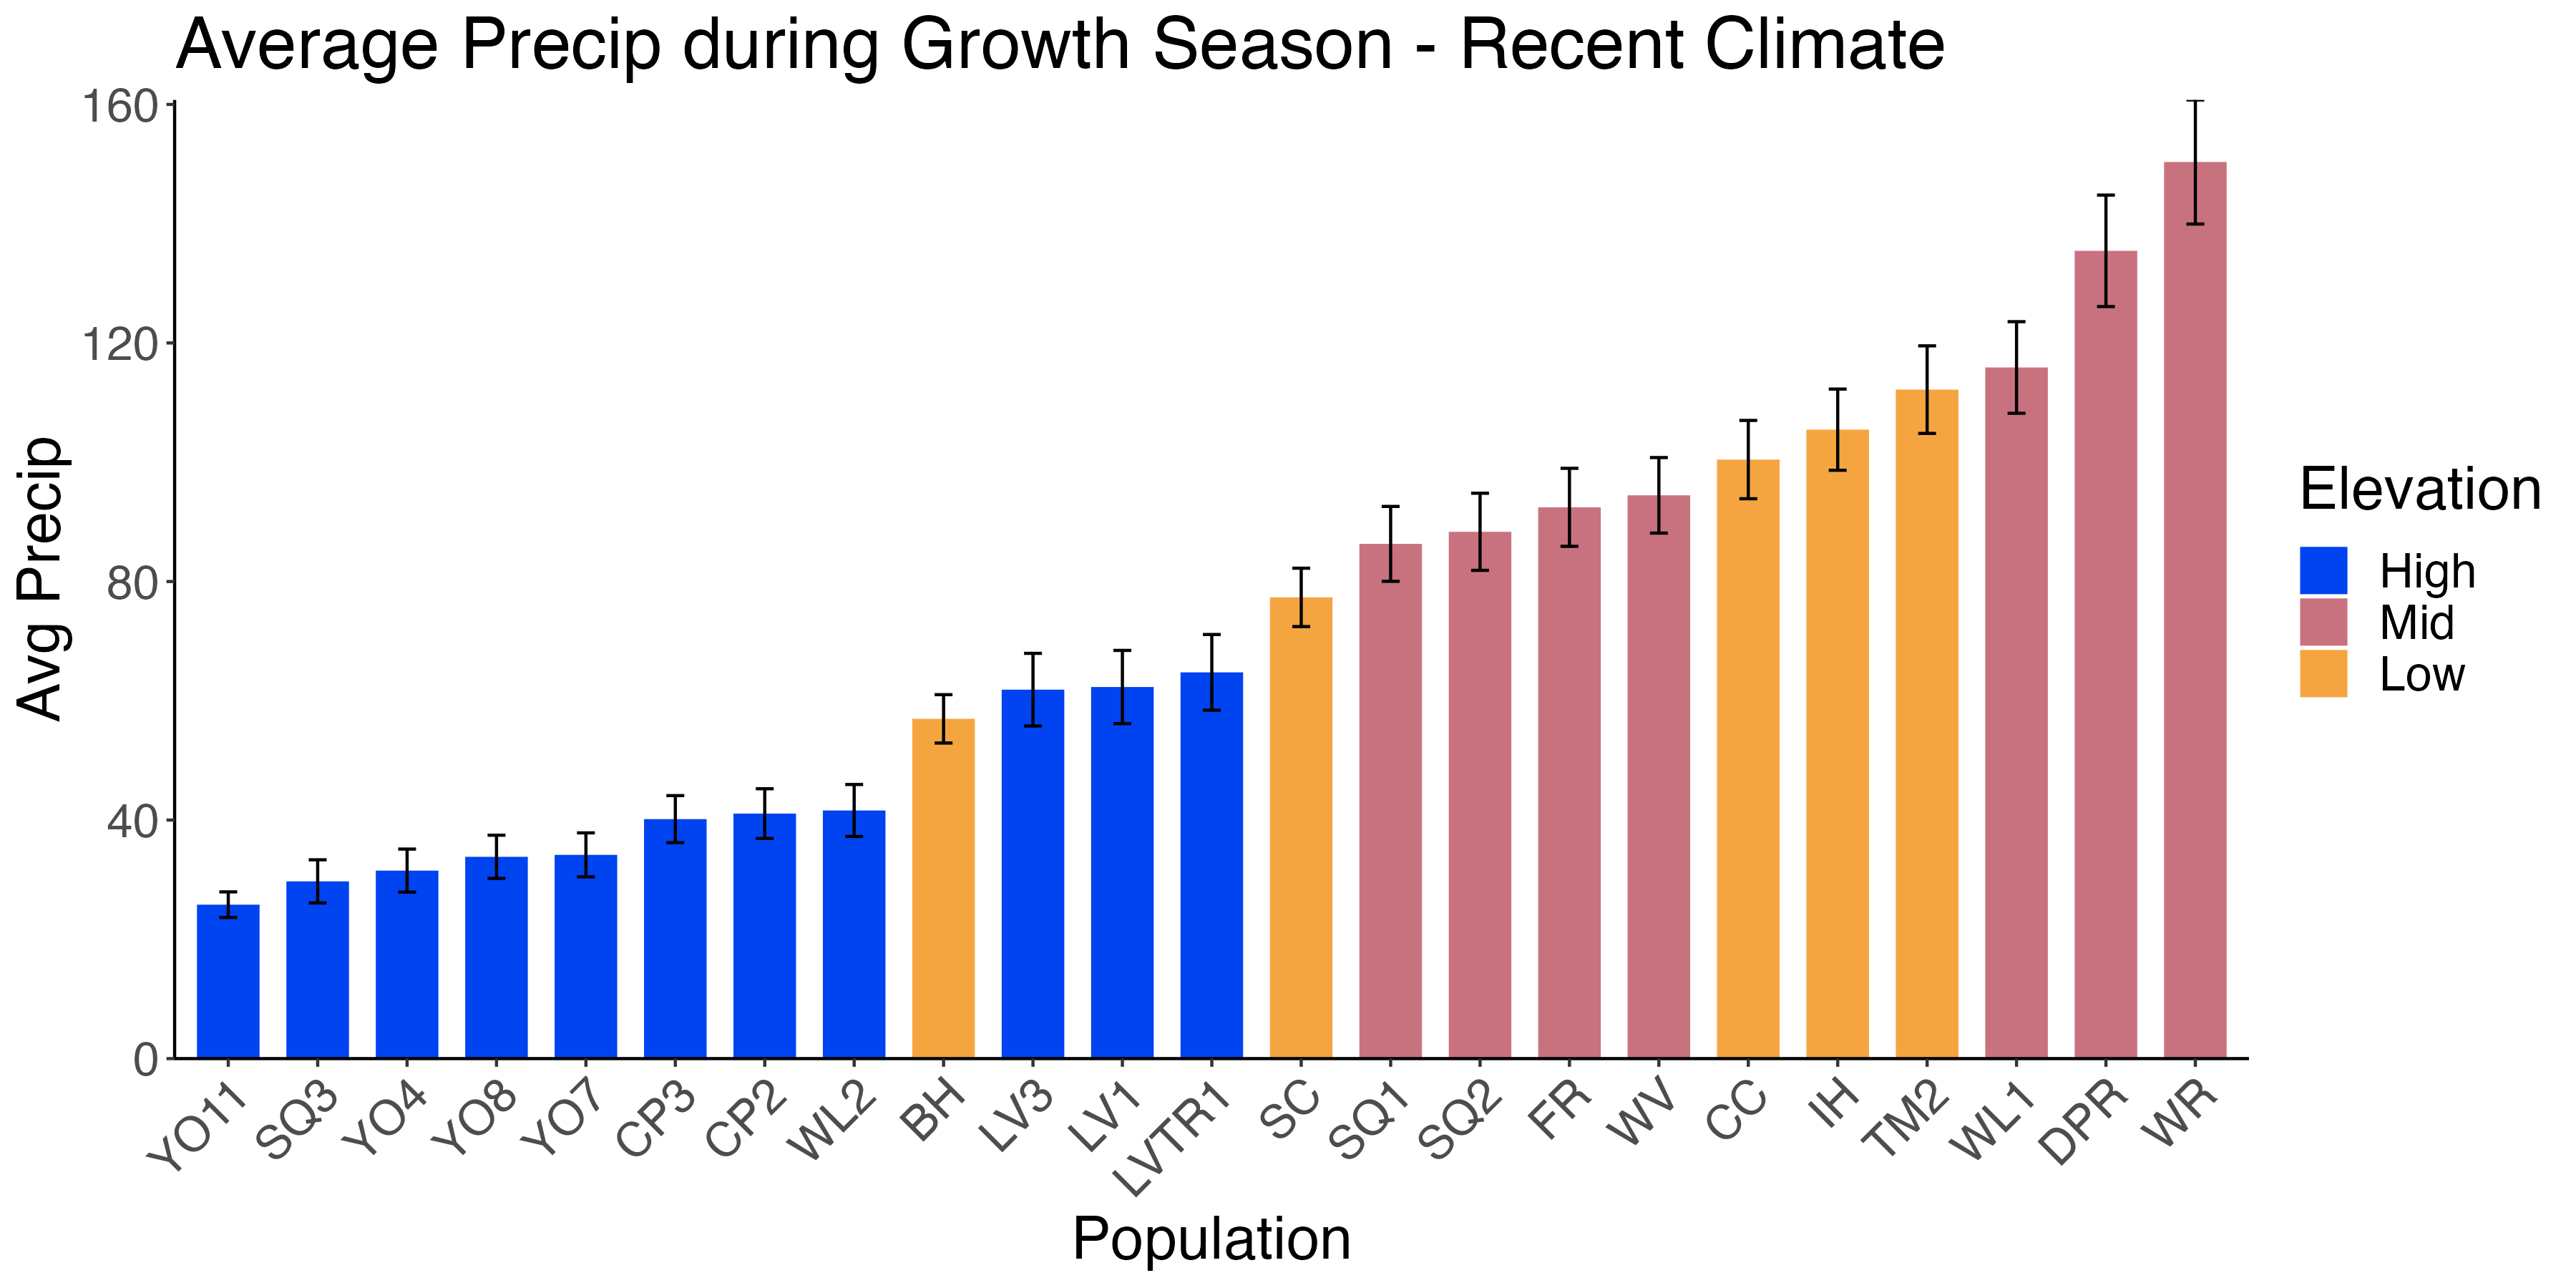 Average Precip during Growth Season - Recent Climate
160
120
80
40
0
Avg Precip
YO11
SQ3
YO4
YO8
YO7
CP3
CP2
WL2
BH
LV3
LV1
LVTR1
SC
SQ1
SQ2
FR
WV
CC
IH
TM2
WL1
DPR
WR
Population
Elevation
High
Mid
Low